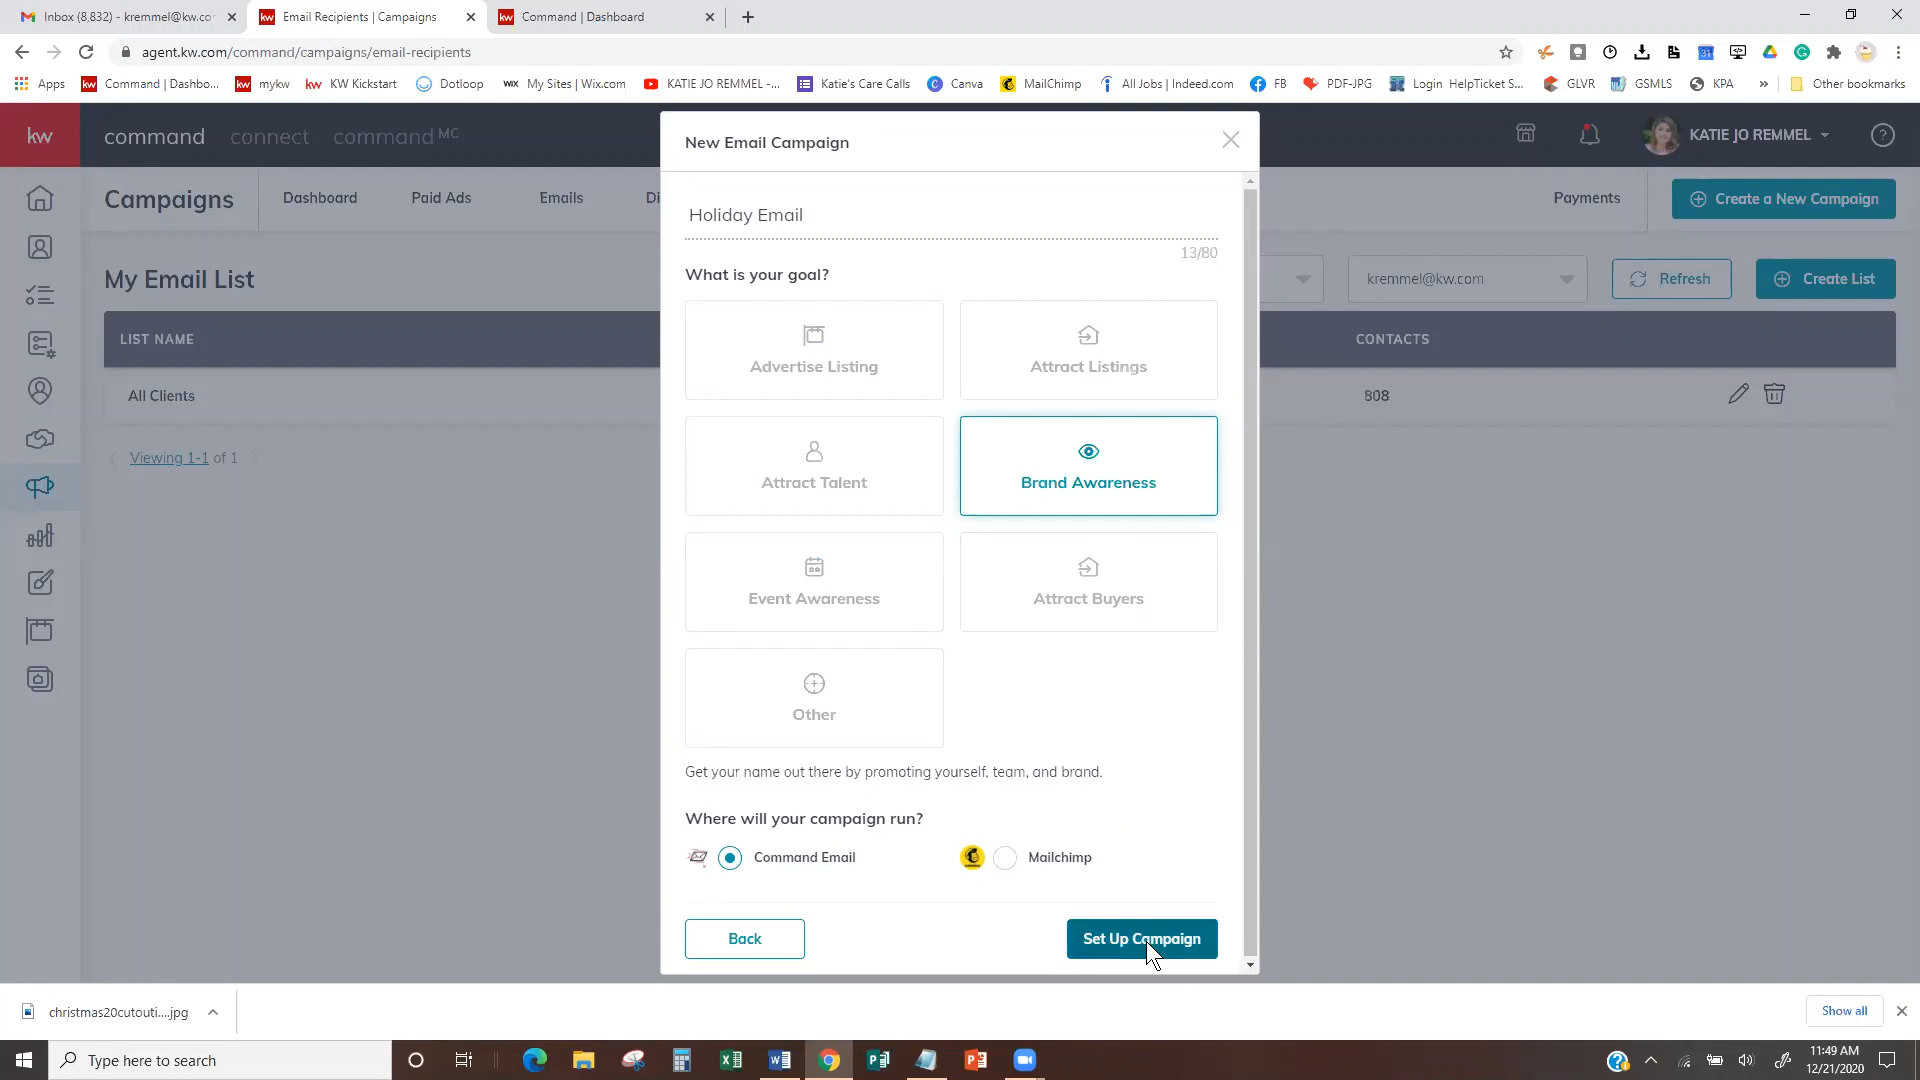 Inbox (8,832) - kremmel@kw.co
Email Recipients | Campaigns
Command | Dashboard
agent.kw.com/command/campaigns/email-recipients
Apps
kw
Command | Dashbo...
kw
mykw
kw
KW Kickstart
Dotloop
WIX
My Sites | Wix.com
KATIE JO REMMEL -...
Katie's Care Calls
Canva
MailChimp
All Jobs | Indeed.com
FB
PDF-JPG
Login HelpTicket S...
GLVR
GSMLS
KPA
»
Other bookmarks
kw
command
connect
command MC
KATIE JO REMMEL
Campaigns
Dashboard
Paid Ads
Emails
Di
Payments
Create a New Campaign
My Email List
kremmel@kw.com
Refresh
Create List
LIST NAME
CONTACTS
All Clients
808
Viewing 1-1 of 1
New Email Campaign
Holiday Email
13/80
What is your goal?
Advertise Listing
Attract Listings
Attract Talent
Brand Awareness
Event Awareness
Attract Buyers
Other
Get your name out there by promoting yourself, team, and brand.
Where will your campaign run?
Command Email
Mailchimp
Back
Set Up Campaign
christmas20cutouti....jpg
Show all
Type here to search
11:49 AM
12/21/2020